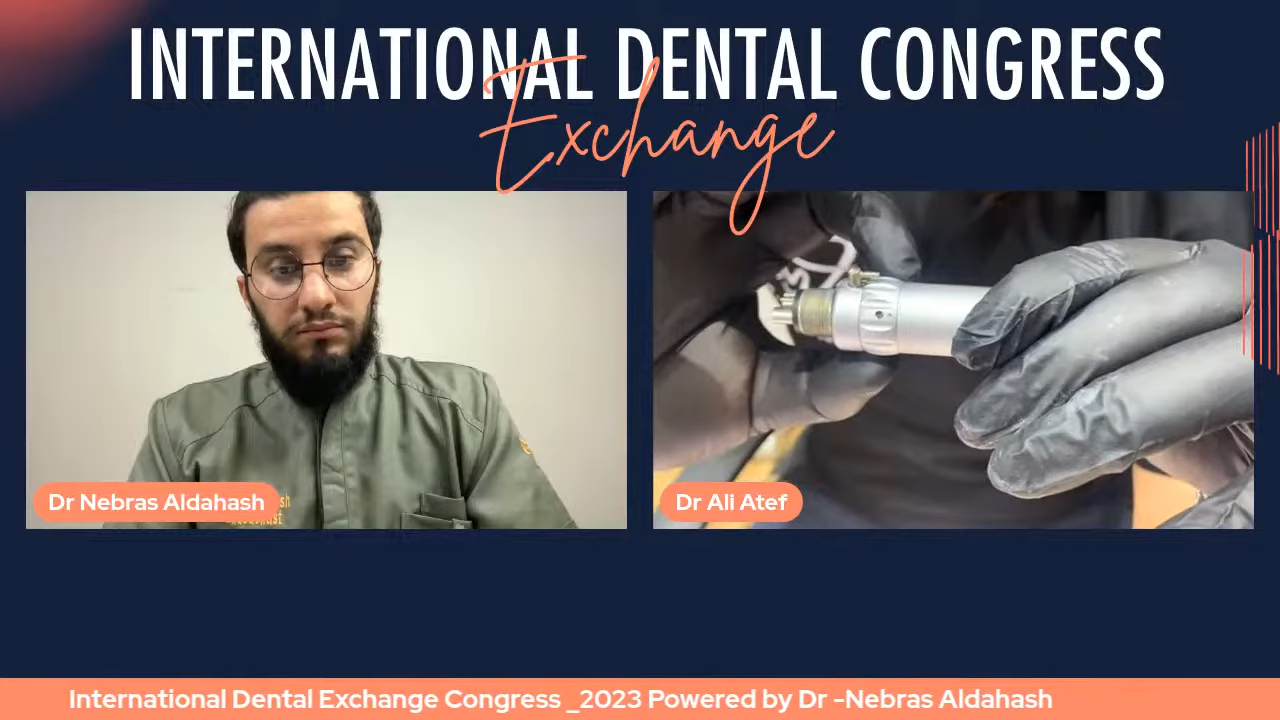 INTERNATIONAL DENTAL CONGRESS
Exchange
Dr Nebras Aldahash
Dr Ali Atef
International Dental Exchange Congress _2023 Powered by Dr -Nebras Aldahash